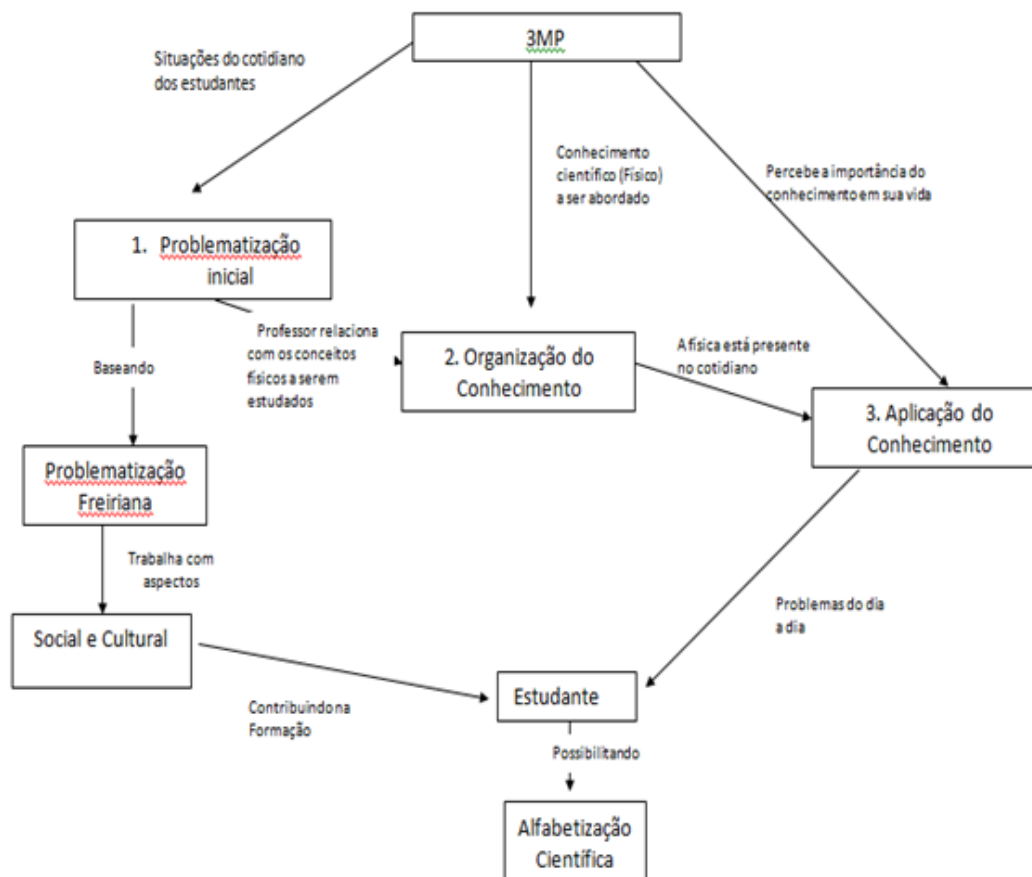 3MP
Situações do cotidiano
dos estudantes
Conhecimento
científico (Físico)
a ser abordado
Percebe a importância do
conhecimento em sua vida
1. Problematização
inicial
Professor relaciona
com os conceitos
físicos a serem
estudados
Baseando
2. Organização do
Conhecimento
A física está presente
no cotidiano
3. Aplicação do
Conhecimento
Problematização
Freiriana
Trabalha com
aspectos
Social e Cultural
Problemas do dia
a dia
Contribuindo na
Formação
Estudante
Possibilitando
Alfabetização
Científica